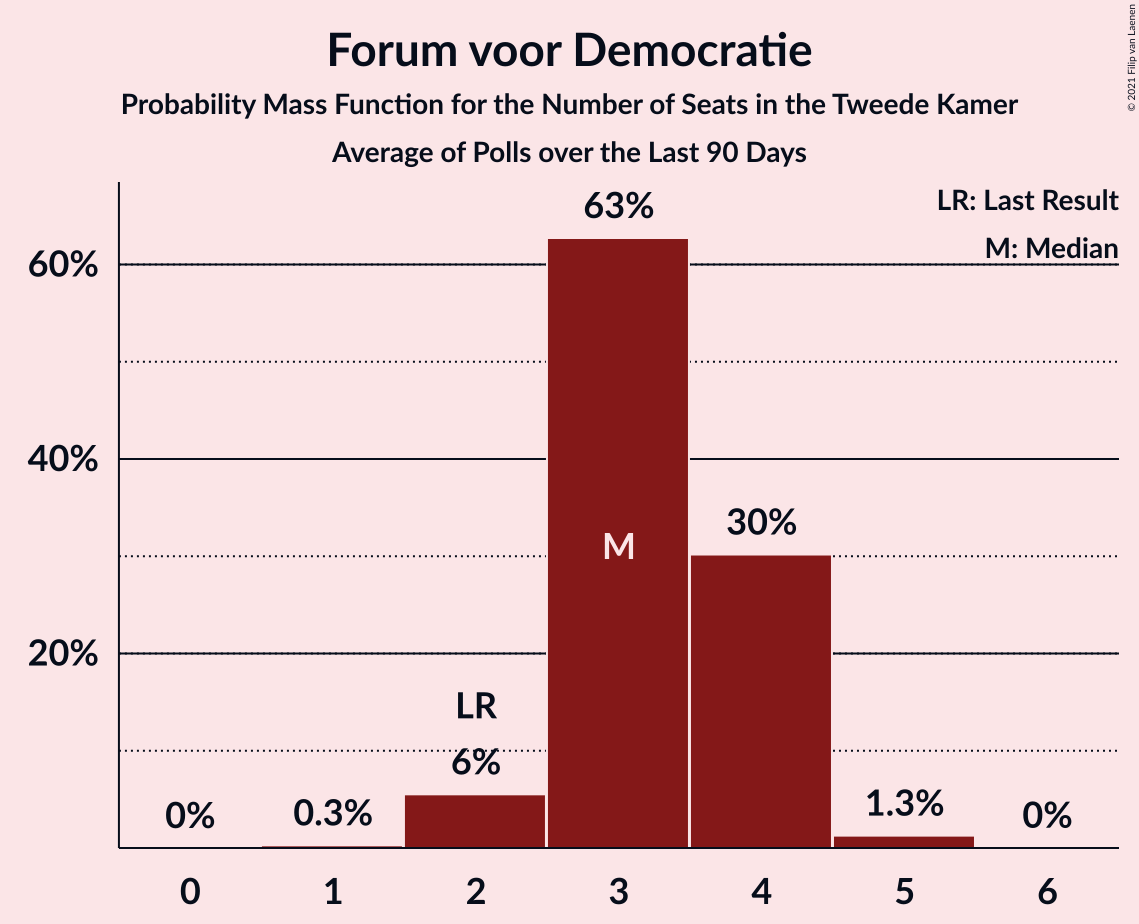 Forum voor Democratie
Probability Mass Function for the Number of Seats in the Tweede Kamer
Average of Polls over the Last 90 Days
© 2021 Filip van Laenen
LR: Last Result
M: Median
63%
60%
40%
30%
M
20%
LR
6%
0%
0.3%
1.3%
0%
0 1 2 3 4 5 6